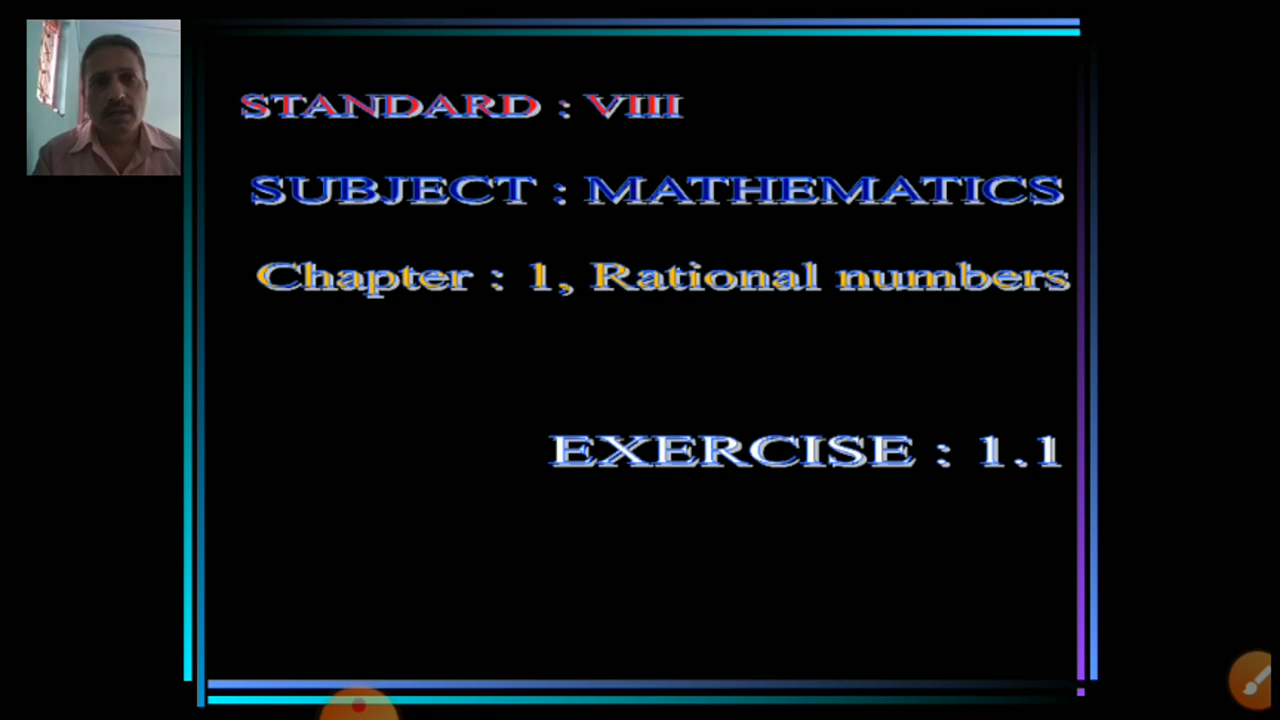 STANDARD : VIII
SUBJECT : MATHEMATICS
Chapter : 1, Rational numbers
EXERCISE : 1.1